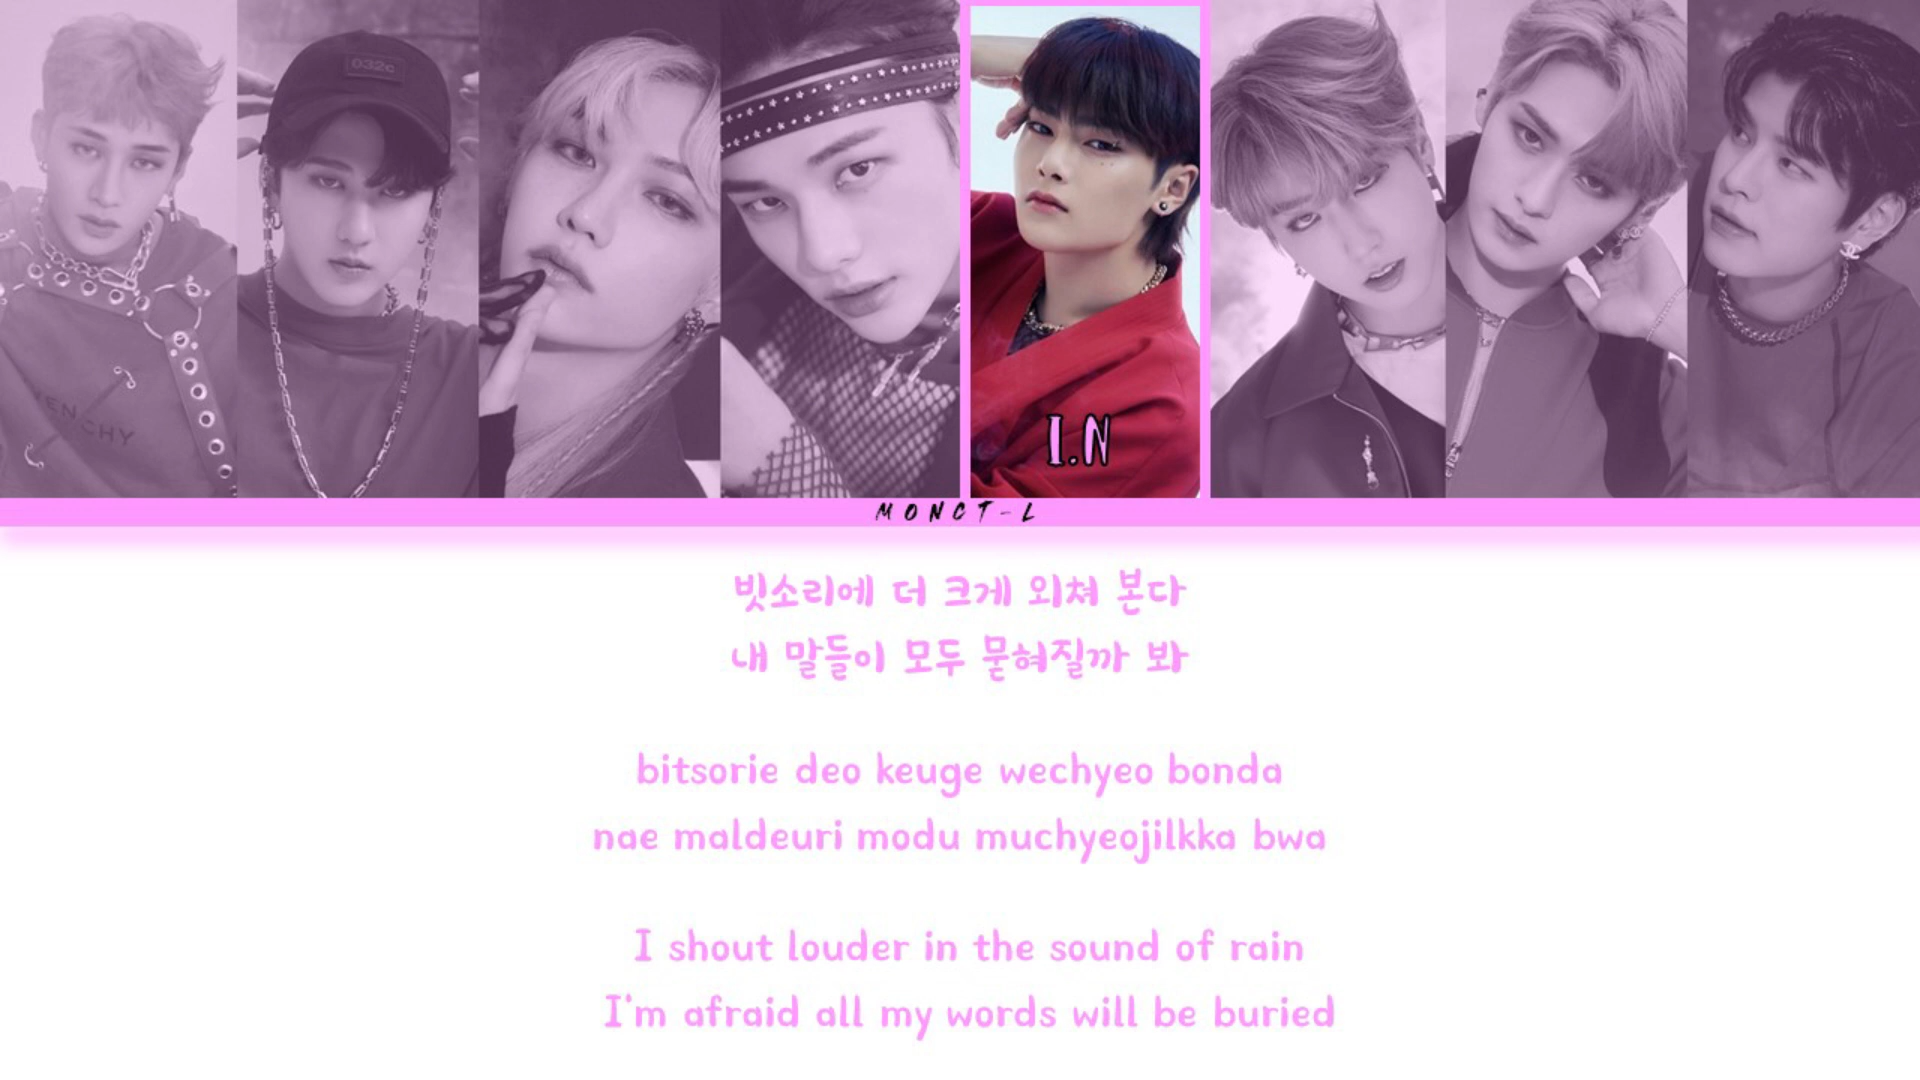 032c
VENCHY
I.N
MONCT-L
빗소리에 더 크게 외쳐 본다
내 말들이 모두 묻혀질까 봐
bitsorie deo keuge wechyeo bonda
nae maldeuri modu muchyeojilkka bwa
I shout louder in the sound of rain
I'm afraid all my words will be buried